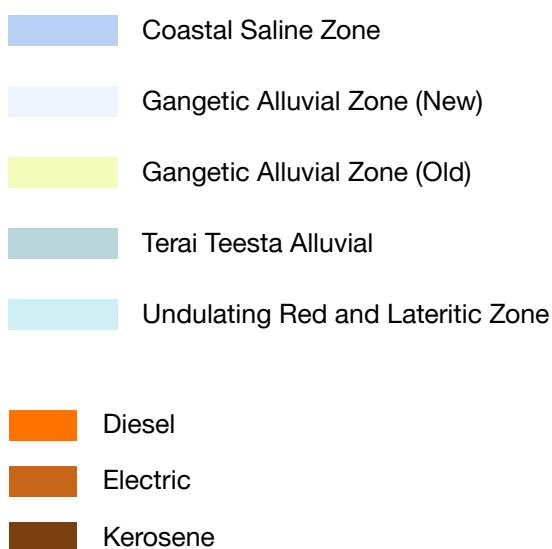 Coastal Saline Zone
Gangetic Alluvial Zone (New)
Gangetic Alluvial Zone (Old)
Terai Teesta Alluvial
Undulating Red and Lateritic Zone
Diesel
Electric
Kerosene